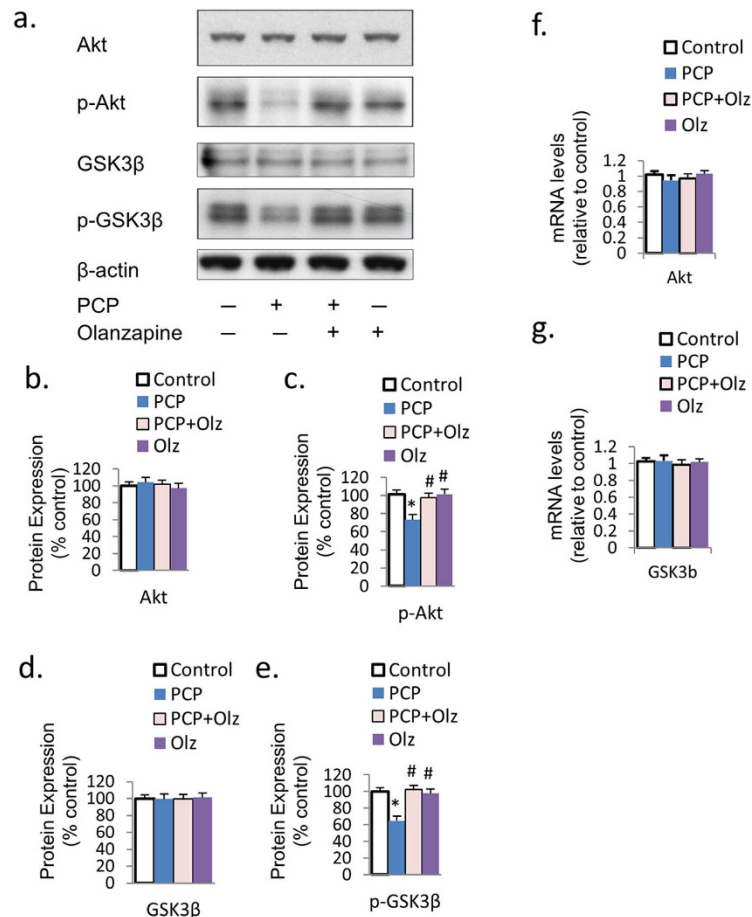 a.
Akt
p-Akt
GSK3β
p-GSK3β
β-actin
PCP – + + –
Olanzapine – – + +
b.
Control
PCP
PCP+Olz
Olz
Protein Expression
(% control)
120
100
80
60
40
20
0
Akt
c.
Control
PCP
PCP+Olz
Olz
Protein Expression
(% control)
120
100
80
60
40
20
0
* # #
p-Akt
d.
Control
PCP
PCP+Olz
Olz
Protein Expression
(% control)
120
100
80
60
40
20
0
GSK3β
e.
Control
PCP
PCP+Olz
Olz
Protein Expression
(% control)
120
100
80
60
40
20
0
* # #
p-GSK3β
f.
Control
PCP
PCP+Olz
Olz
mRNA levels
(relative to control)
1.2
1
0.8
0.6
0.4
0.2
0
Akt
g.
Control
PCP
PCP+Olz
Olz
mRNA levels
(relative to control)
1.2
1
0.8
0.6
0.4
0.2
0
GSK3b